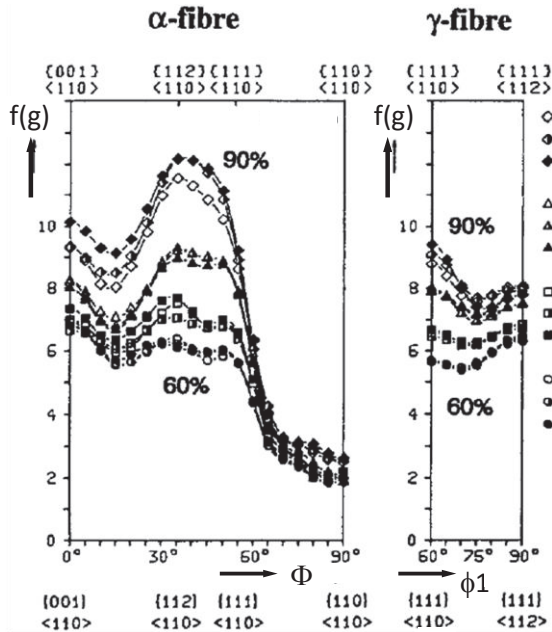 α-fibre γ-fibre
{001} {112} {111} {110} {111} {111}
<110> <110> <110> <110> <110> <112>
f(g) f(g)
90%
90%
10 10
8 8
6 6
60%
60%
4 4
2 2
0 0
0° 30° 60° 90° 60° 75° 90°
Φ ϕ1
{001} {112} {111} {110} {111} {111}
<110> <110> <110> <110> <110> <112>